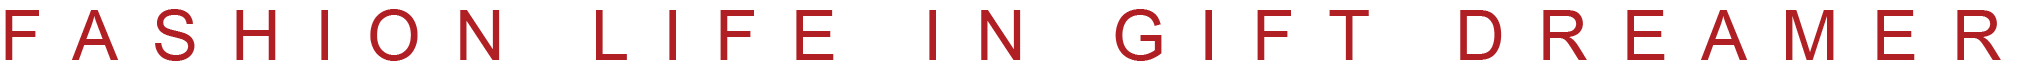 FASHION LIFE IN GIFT DREAMER